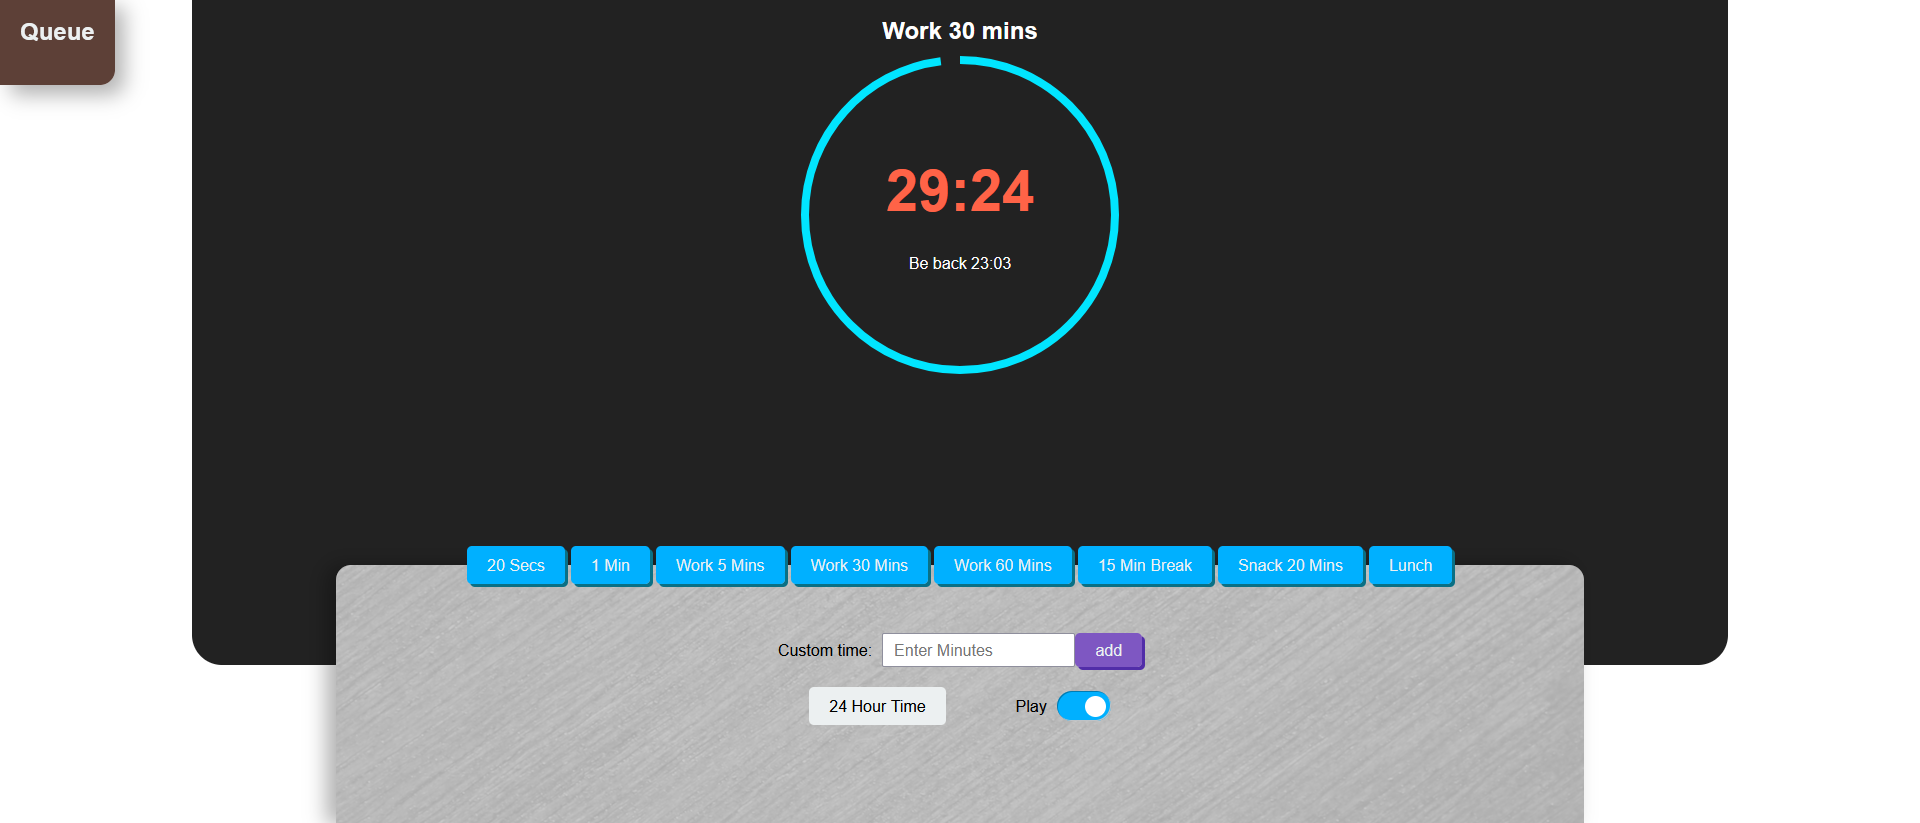 Queue
Work 30 mins
29:24
Be back 23:03
20 Secs 1 Min Work 5 Mins Work 30 Mins Work 60 Mins 15 Min Break Snack 20 Mins Lunch
Custom time: Enter Minutes add
24 Hour Time Play